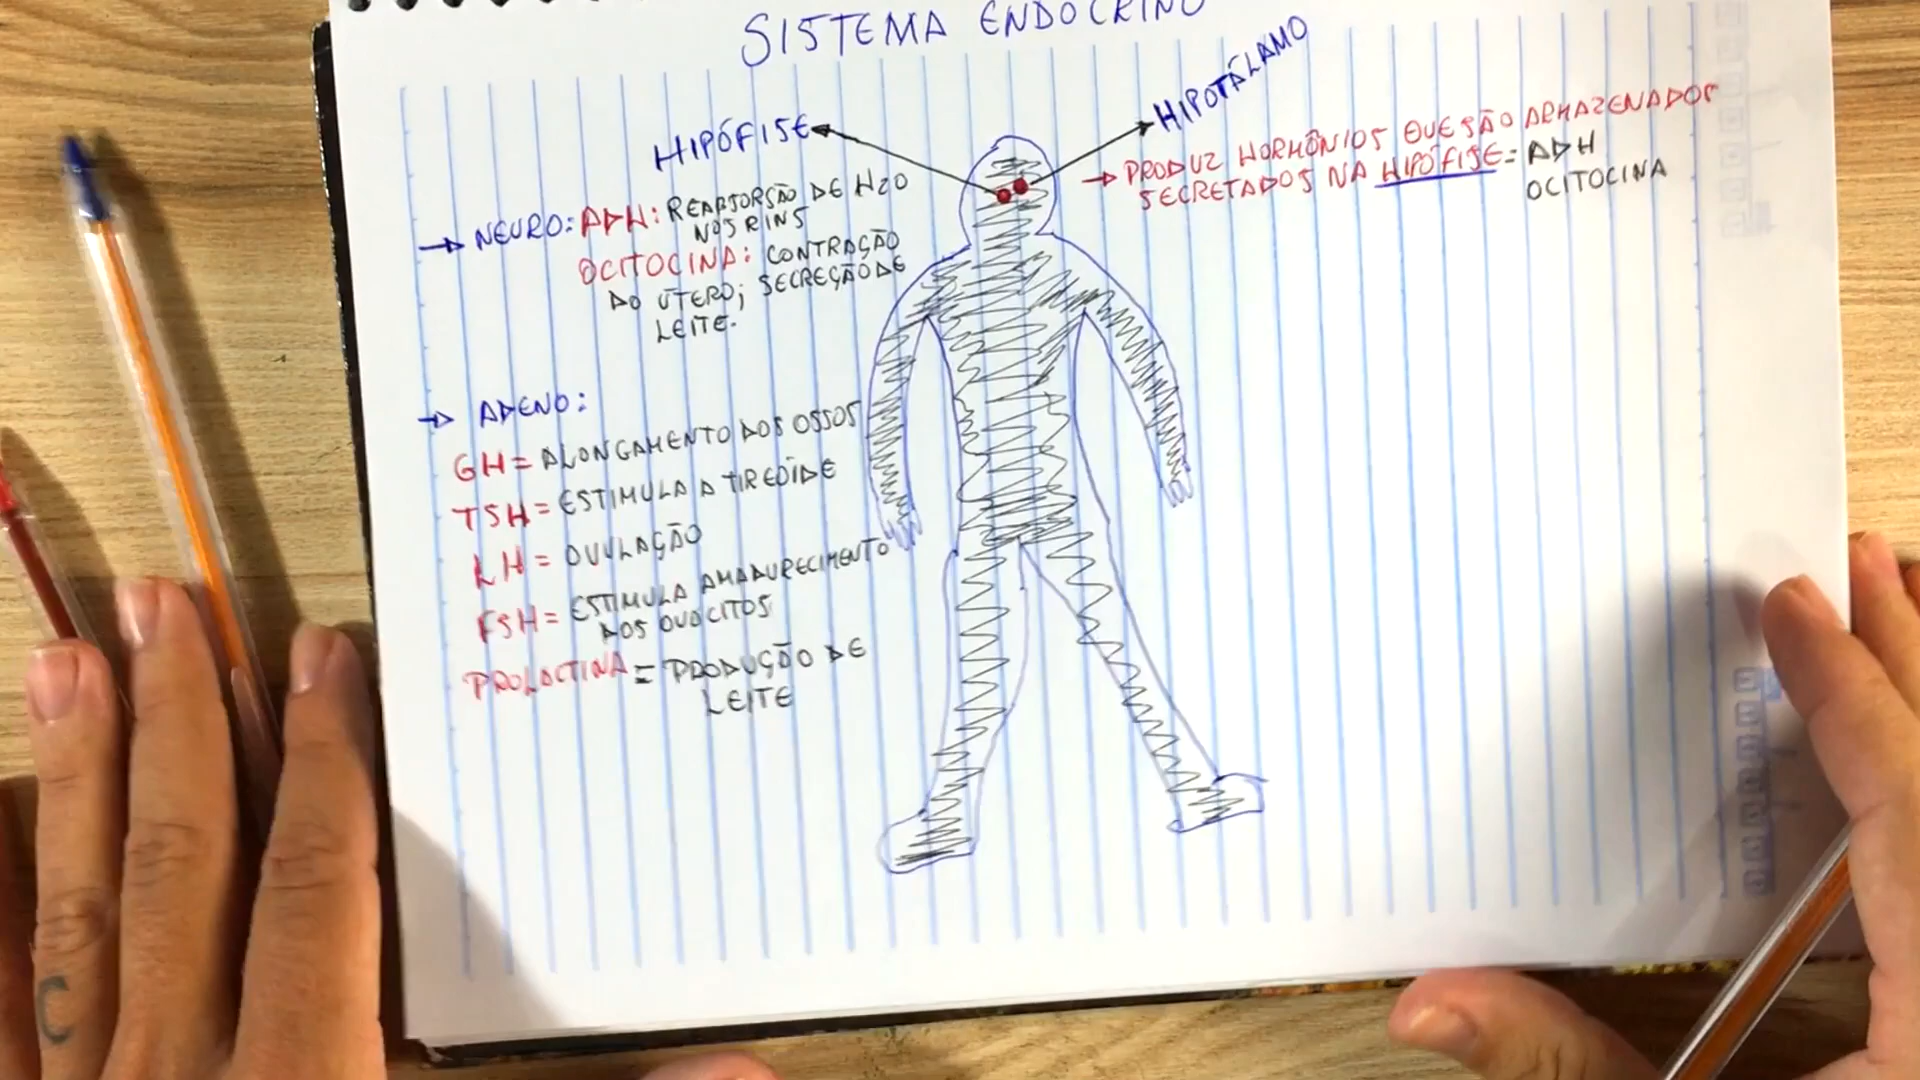 SISTEMA ENDÓCRINO
HIPÓFISE
HIPOTÁLAMO
→ PRODUZ HORMÔNIOS QUE SÃO ARMAZENADOS
SECRETADOS NA HIPÓFISE = ADH
OCITOCINA
→ NEURO: ADH: REABSORÇÃO DE H2O
NOS RINS
OCITOCINA: CONTRAÇÃO
DO ÚTERO; SECREÇÃO DE
LEITE.
→ ADENO:
GH = ALONGAMENTO DOS OSSOS
TSH = ESTIMULA A TIREÓIDE
LH = OVULAÇÃO
FSH = ESTIMULA AMADURECIMENTO
DOS OVÓCITOS
PROLACTINA = PRODUÇÃO DE
LEITE
C